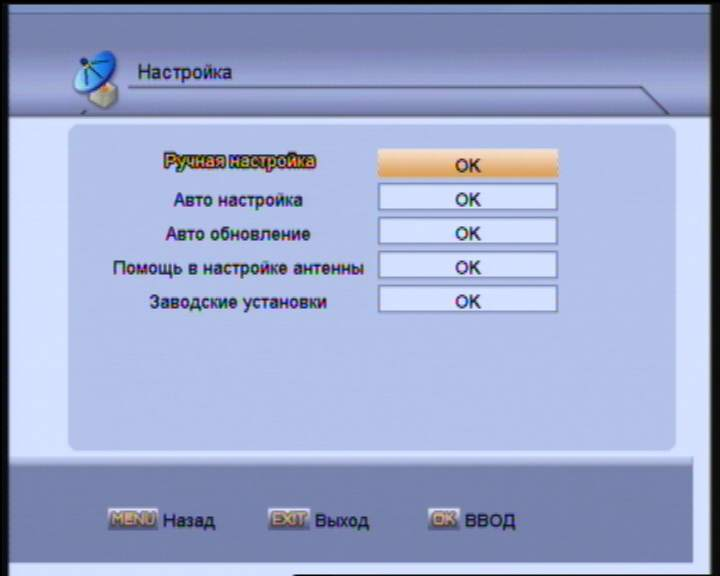 Настройка
Ручная настройка OK
Авто настройка OK
Авто обновление OK
Помощь в настройке антенны OK
Заводские установки OK
MENU Назад EXIT Выход OK ВВОД